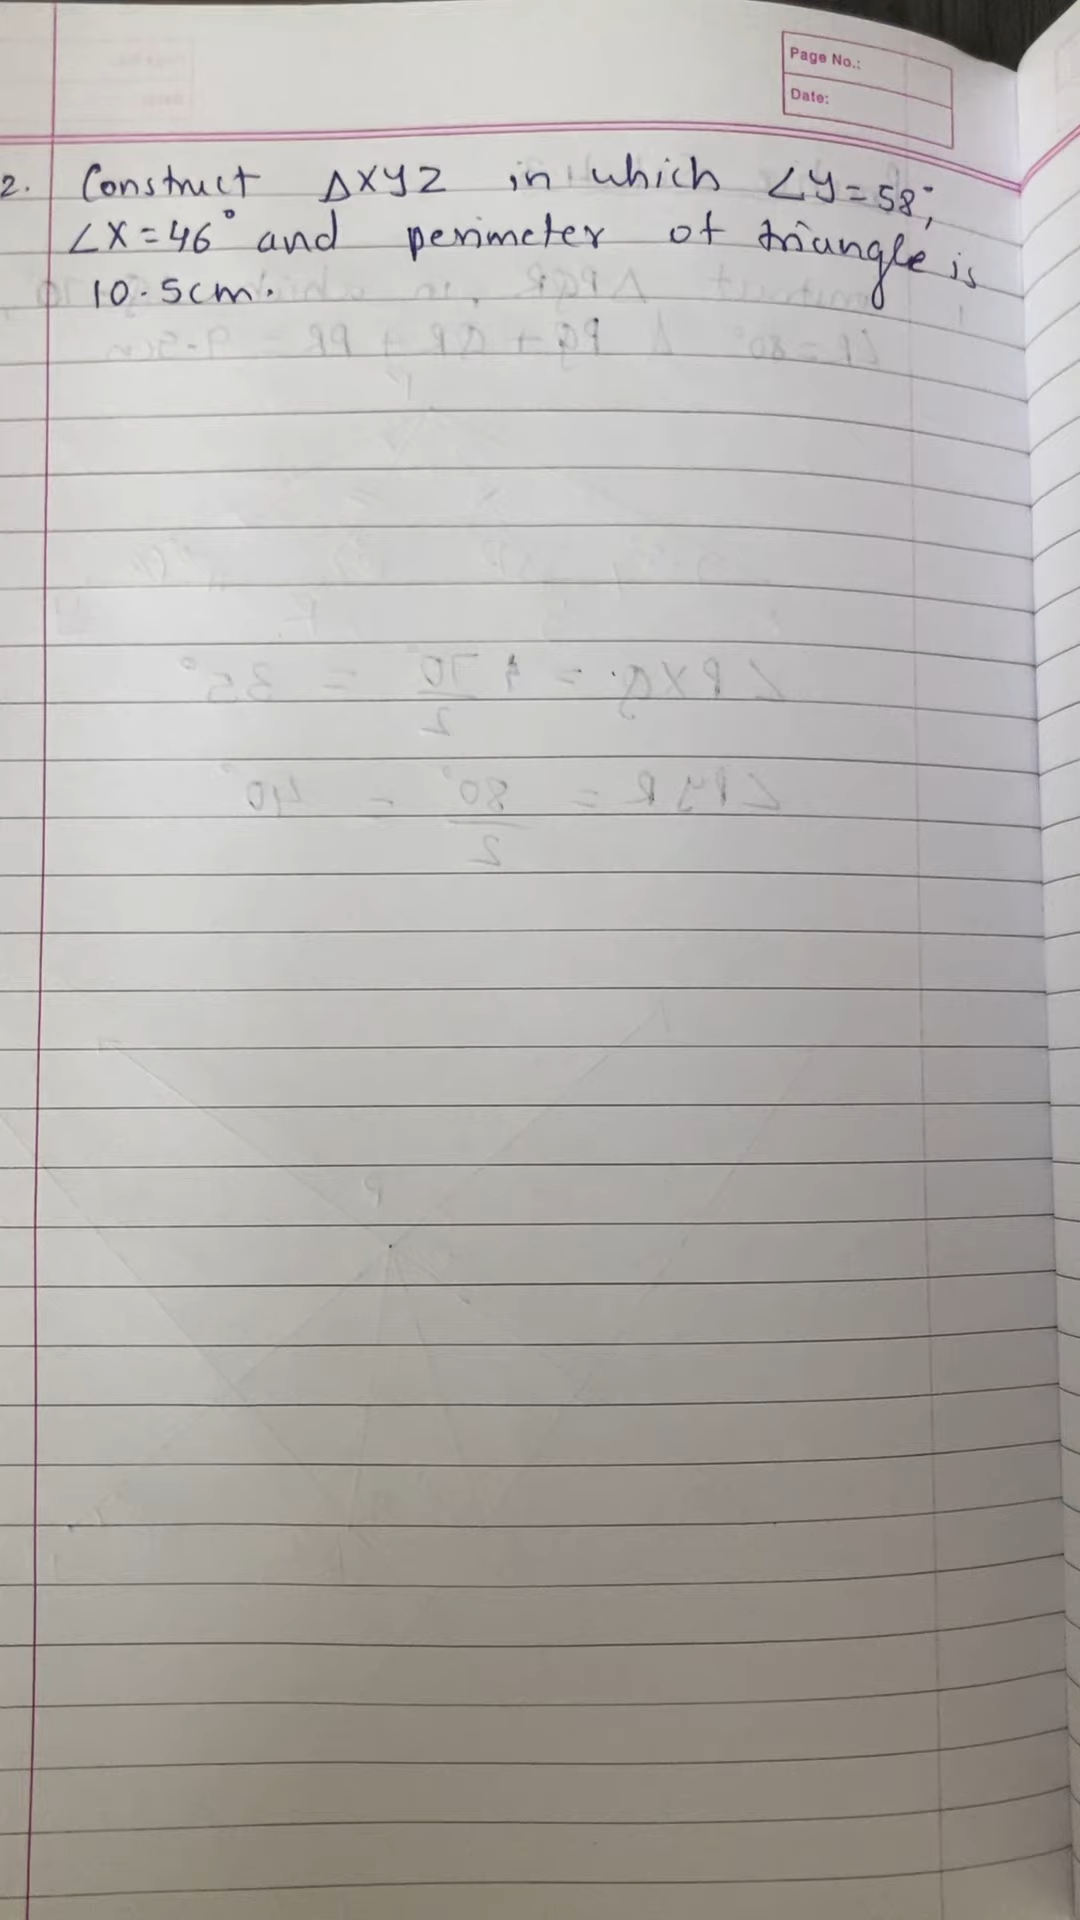 Page No.:
Date:
2. Construct ΔXYZ in which ∠Y=58°,
∠X=46° and perimeter of triangle is
10.5cm.